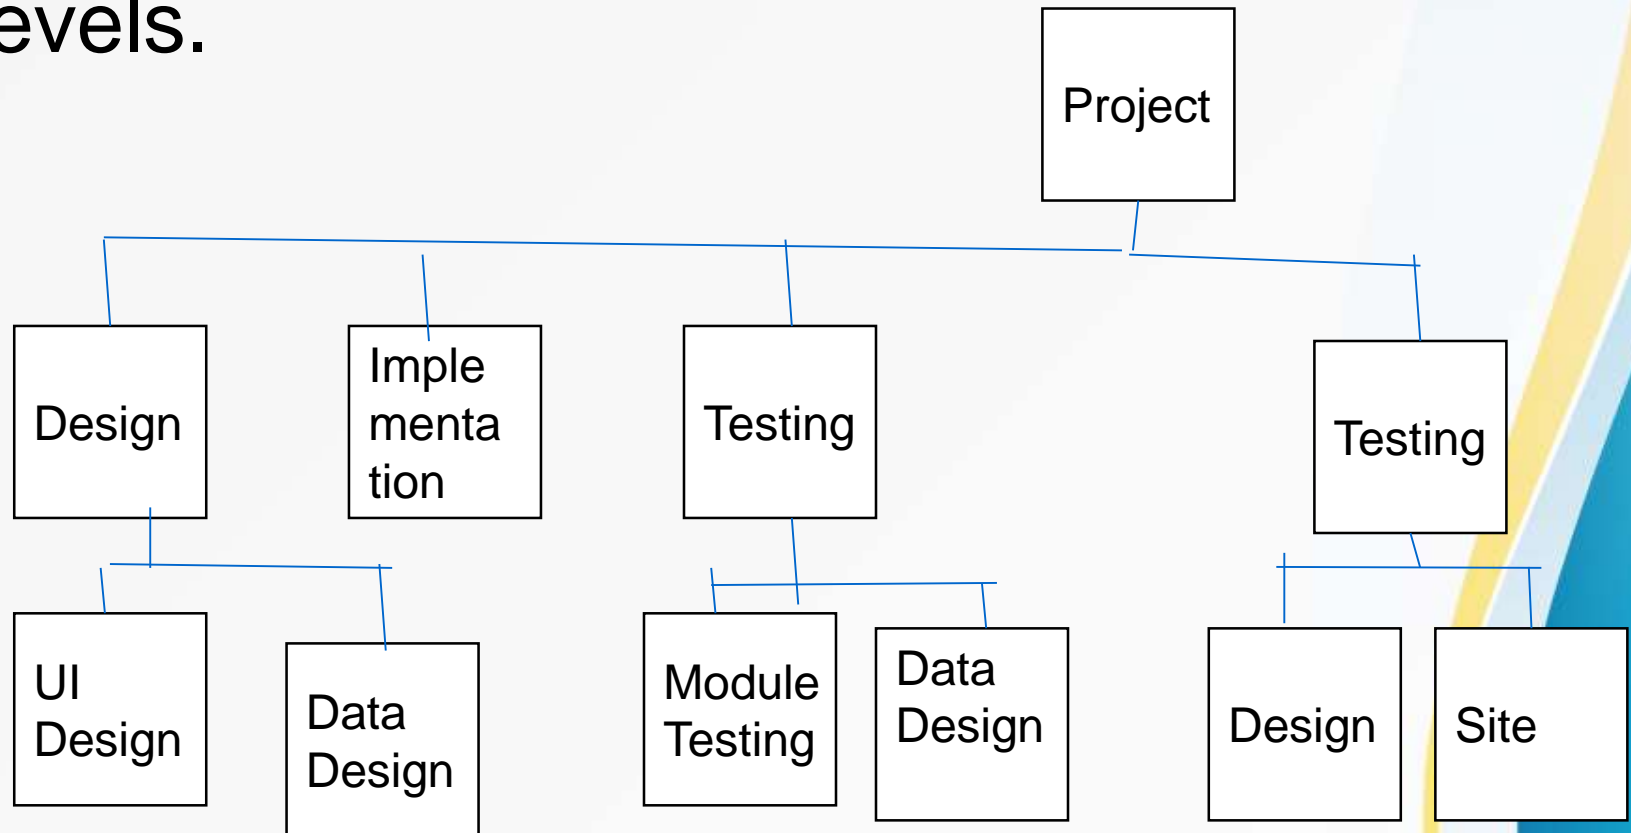 evels.
Project
Design
Imple
menta
tion
Testing
Testing
UI
Design
Data
Design
Module
Testing
Data
Design
Design
Site